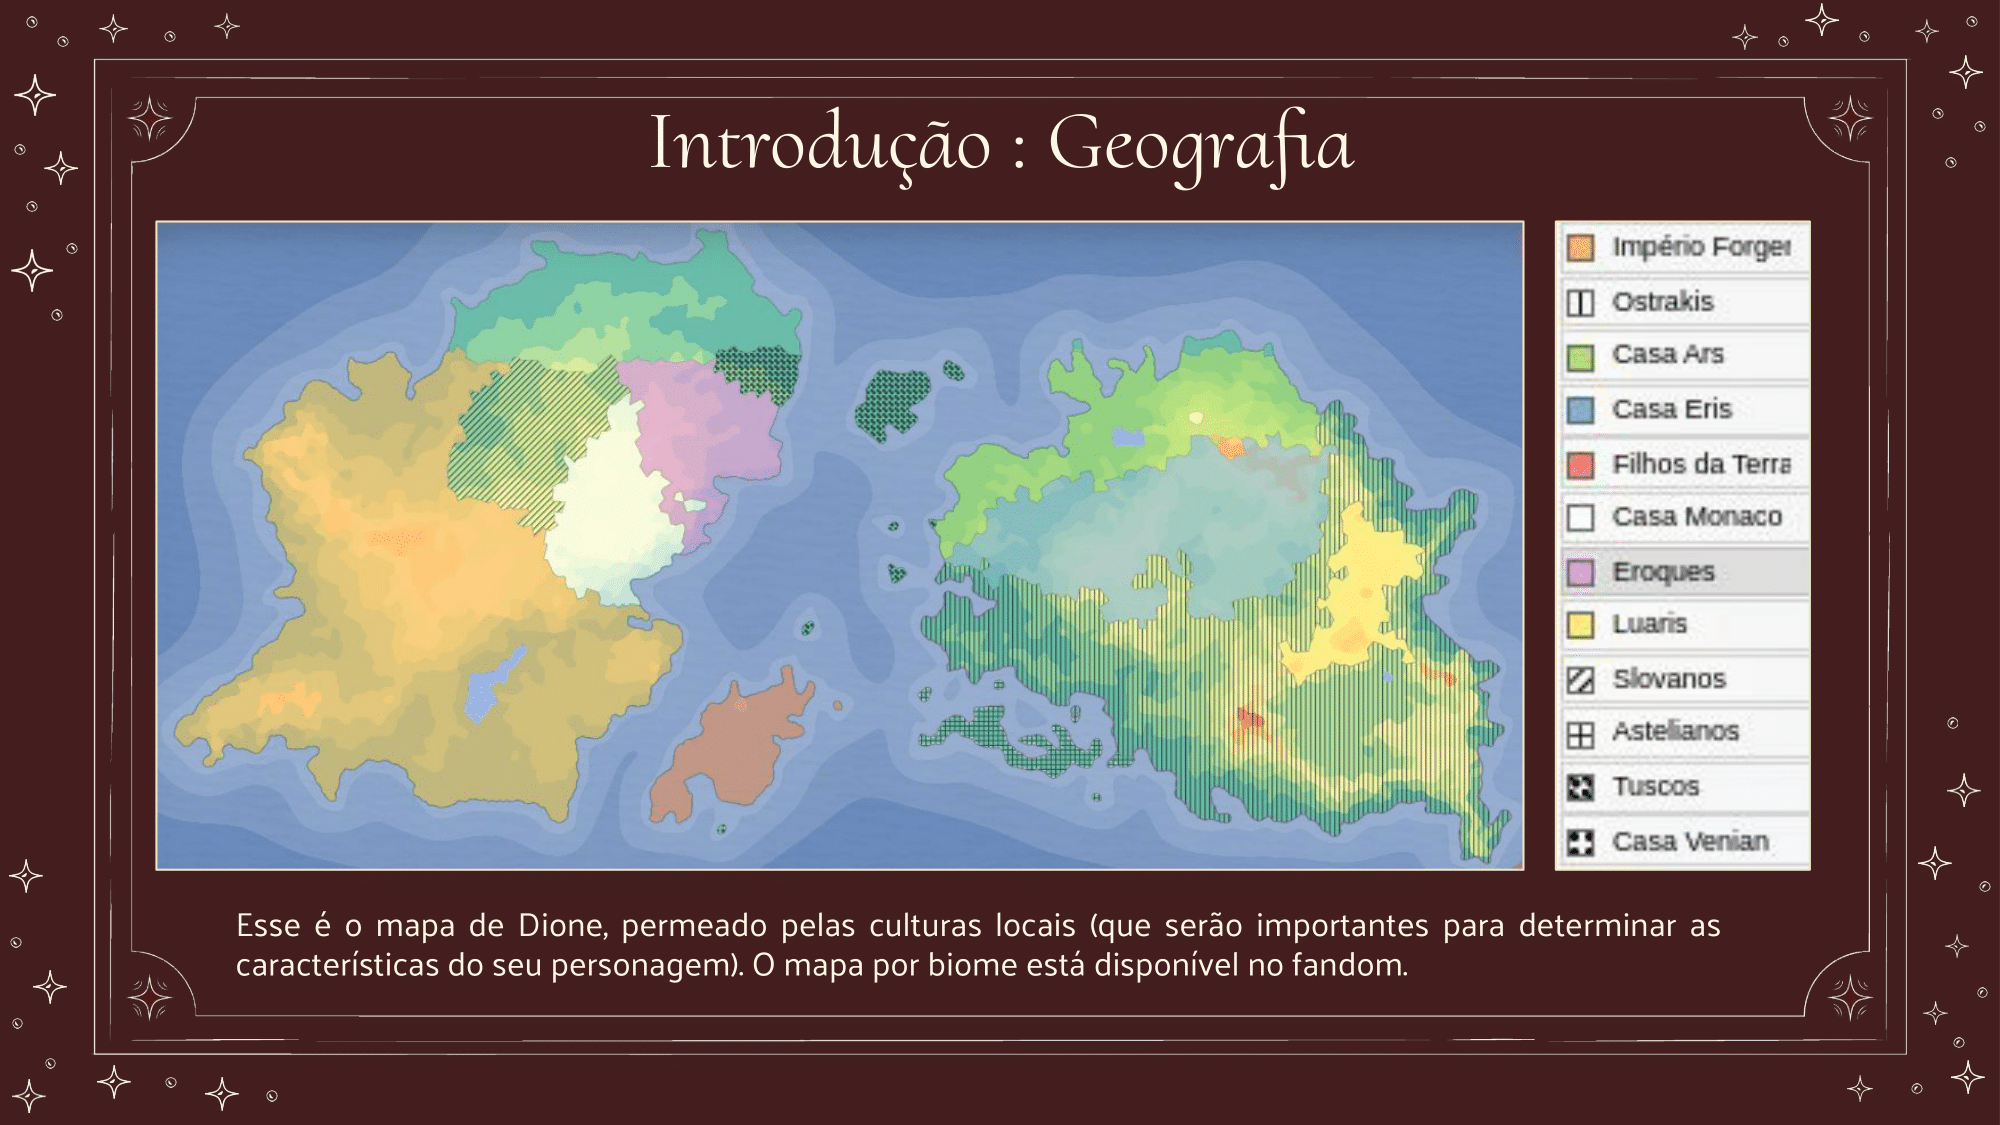 Introdução : Geografia
Império Forger
Ostrakis
Casa Ars
Casa Eris
Filhos da Terra
Casa Monaco
Eroques
Luaris
Slovanos
Astelianos
Tuscos
Casa Venian
Esse é o mapa de Dione, permeado pelas culturas locais (que serão importantes para determinar as
características do seu personagem). O mapa por biome está disponível no fandom.